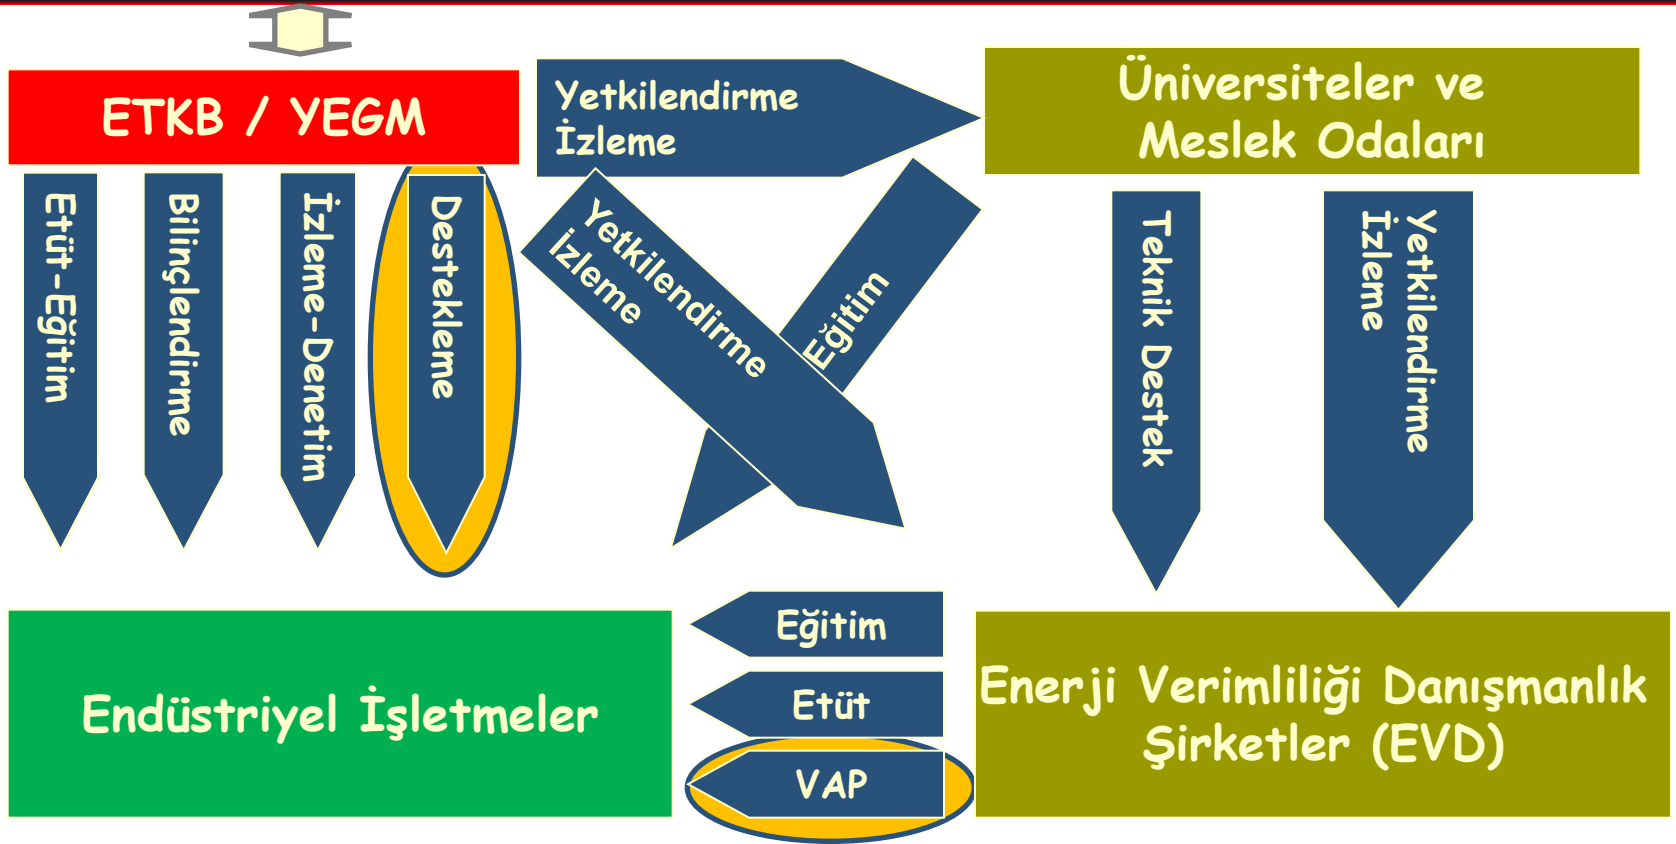 ETKB / YEGM
Yetkilendirme
İzleme
Üniversiteler ve
Meslek Odaları
Etüt-Eğitim
Bilinçlendirme
İzleme-Denetim
Destekleme
Yetkilendirme
İzleme
Eğitim
Teknik Destek
Yetkilendirme
İzleme
Endüstriyel İşletmeler
Eğitim
Etüt
VAP
Enerji Verimliliği Danışmanlık
Şirketler (EVD)